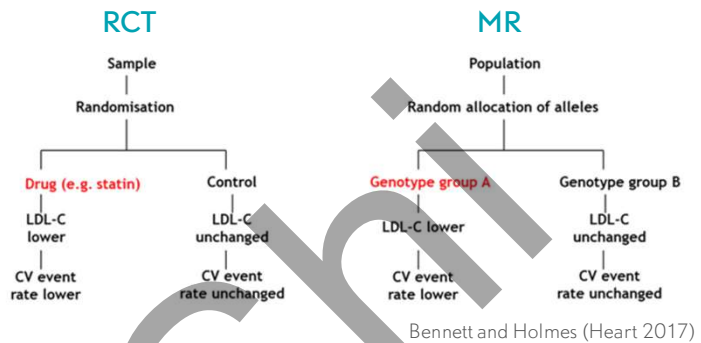 RCT
Sample
Randomisation
Drug (e.g. statin)
Control
LDL-C
lower
LDL-C
unchanged
CV event
rate lower
CV event
rate unchanged
MR
Population
Random allocation of alleles
Genotype group A
Genotype group B
LDL-C lower
LDL-C
unchanged
CV event
rate lower
CV event
rate unchanged
Bennett and Holmes (Heart 2017)
chi